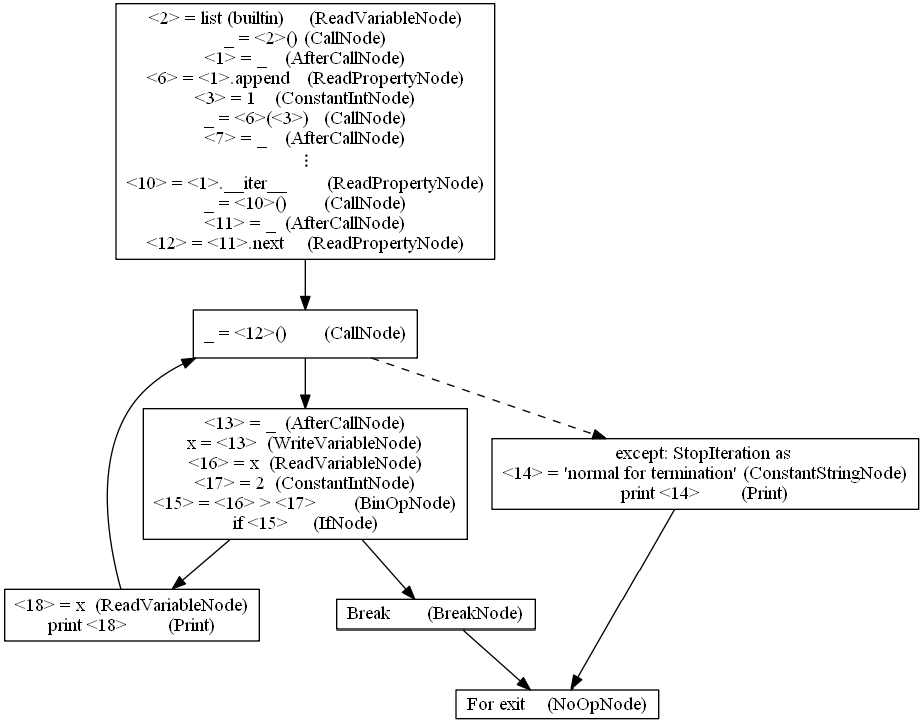 <2> = list (builtin) (ReadVariableNode)
_ = <2>() (CallNode)
<1> = _ (AfterCallNode)
<6> = <1>.append (ReadPropertyNode)
<3> = 1 (ConstantIntNode)
_ = <6>(<3>) (CallNode)
<7> = _ (AfterCallNode)
⋮
<10> = <1>.__iter__ (ReadPropertyNode)
_ = <10>() (CallNode)
<11> = _ (AfterCallNode)
<12> = <11>.next (ReadPropertyNode)
_ = <12>() (CallNode)
<13> = _ (AfterCallNode)
x = <13> (WriteVariableNode)
<16> = x (ReadVariableNode)
<17> = 2 (ConstantIntNode)
<15> = <16> > <17> (BinOpNode)
if <15> (IfNode)
except: StopIteration as
<14> = 'normal for termination' (ConstantStringNode)
print <14> (Print)
<18> = x (ReadVariableNode)
print <18> (Print)
Break (BreakNode)
For exit (NoOpNode)